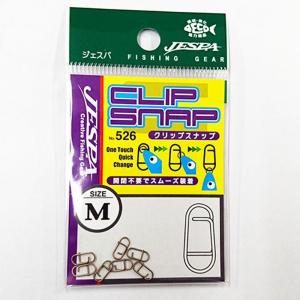 ジェスパ
ECO
JESPA
FISHING GEAR
JESPA
Creative Fishing Gear
CLIP
SNAP
No. 526
クリップスナップ
One Touch
Quick
Change
開閉不要でスムーズ装着
SIZE
M